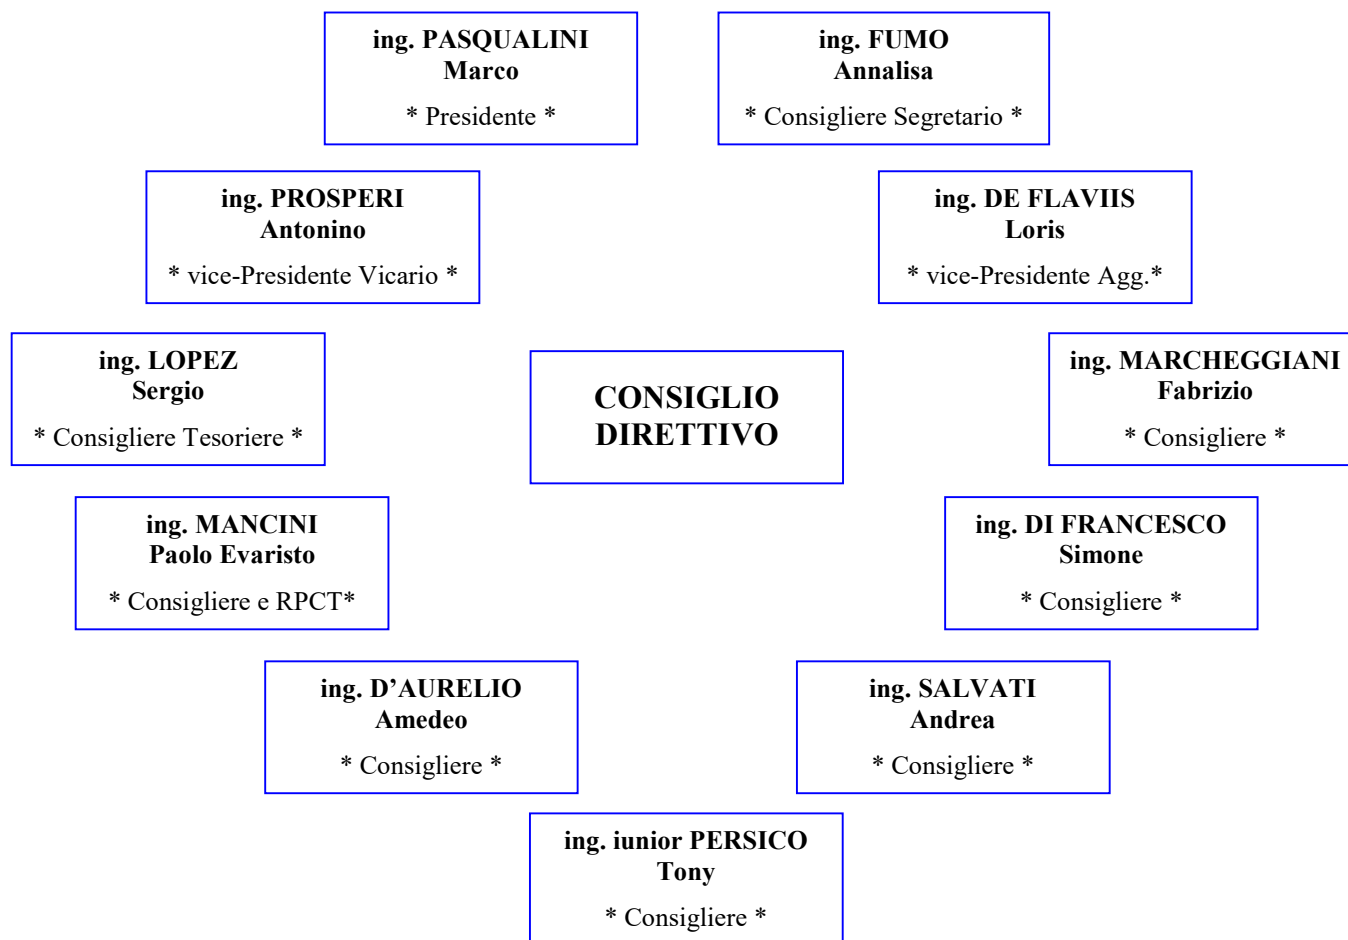 ing. PASQUALINI
Marco
* Presidente *
ing. FUMO
Annalisa
* Consigliere Segretario *
ing. PROSPERI
Antonino
* vice-Presidente Vicario *
ing. DE FLAVIIS
Loris
* vice-Presidente Agg.*
ing. LOPEZ
Sergio
* Consigliere Tesoriere *
CONSIGLIO
DIRETTIVO
ing. MARCHEGGIANI
Fabrizio
* Consigliere *
ing. MANCINI
Paolo Evaristo
* Consigliere e RPCT*
ing. DI FRANCESCO
Simone
* Consigliere *
ing. D’AURELIO
Amedeo
* Consigliere *
ing. SALVATI
Andrea
* Consigliere *
ing. iunior PERSICO
Tony
* Consigliere *